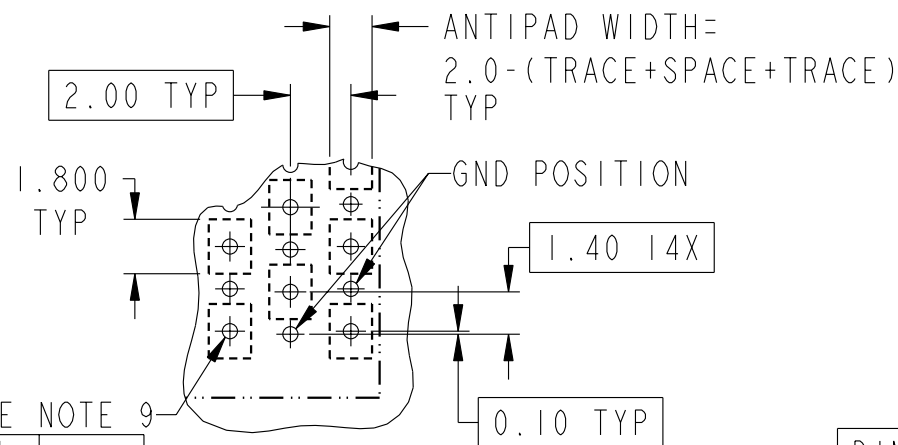 ANTIPAD WIDTH=
2.0-(TRACE+SPACE+TRACE)
TYP
2.00 TYP
1.800
TYP
GND POSITION
1.40 14X
NOTE 9
0.10 TYP